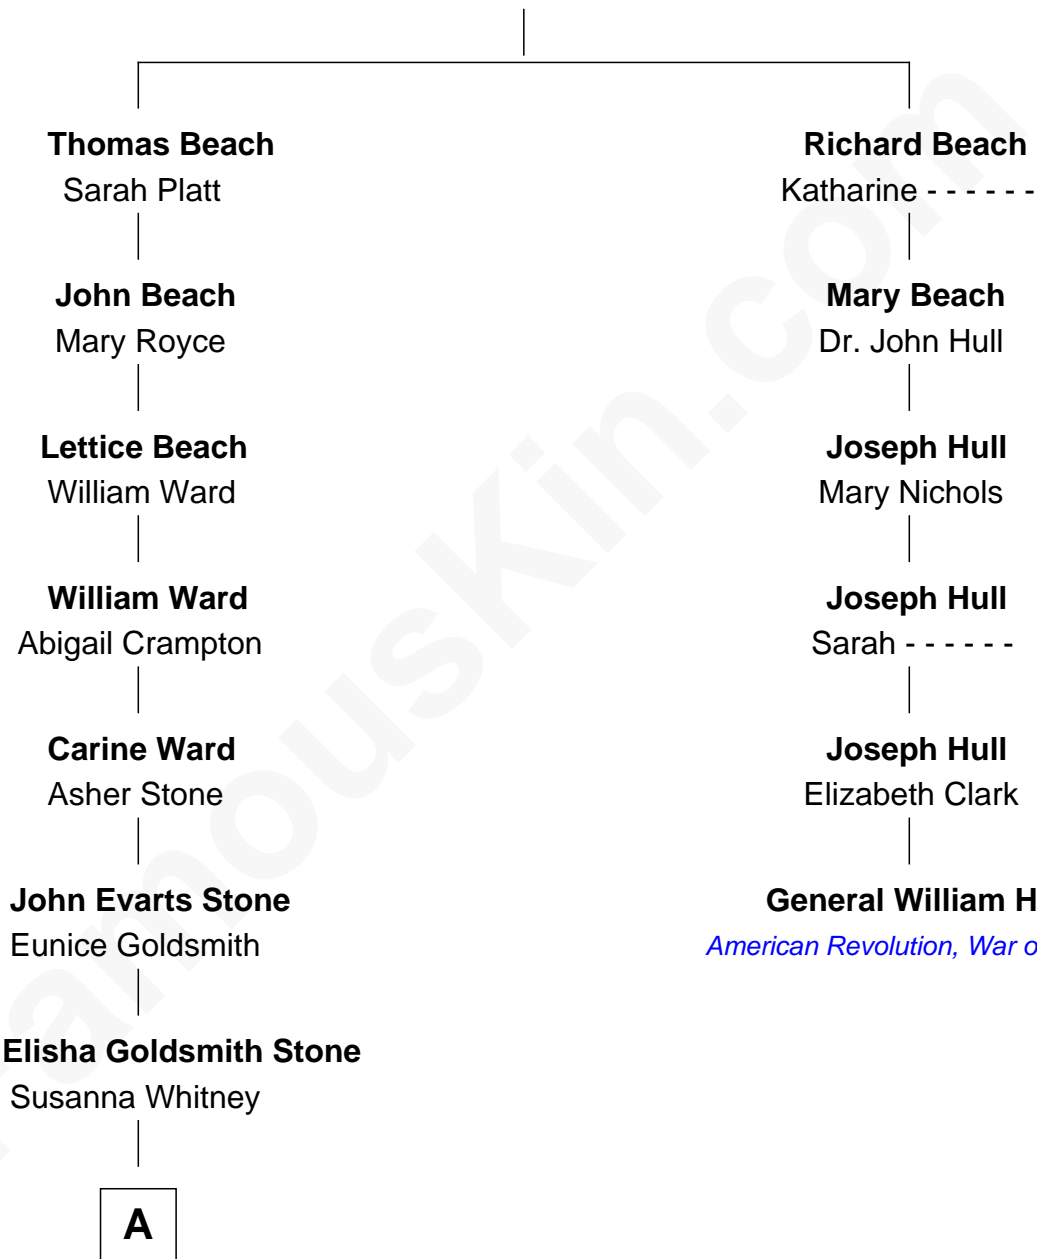 Thomas Beach
Sarah Platt
John Beach
Mary Royce
Lettice Beach
William Ward
William Ward
Abigail Crampton
Carine Ward
Asher Stone
John Evarts Stone
Eunice Goldsmith
Elisha Goldsmith Stone
Susanna Whitney
A
Richard Beach
Katharine - - - - - -
Mary Beach
Dr. John Hull
Joseph Hull
Mary Nichols
Joseph Hull
Sarah - - - - - -
Joseph Hull
Elizabeth Clark
General William H
American Revolution, War o
FamousKin.com